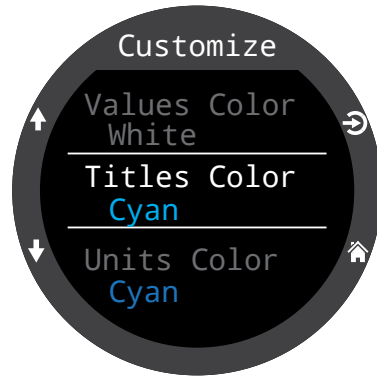 Customize
Values Color
White
Titles Color
Cyan
Units Color
Cyan